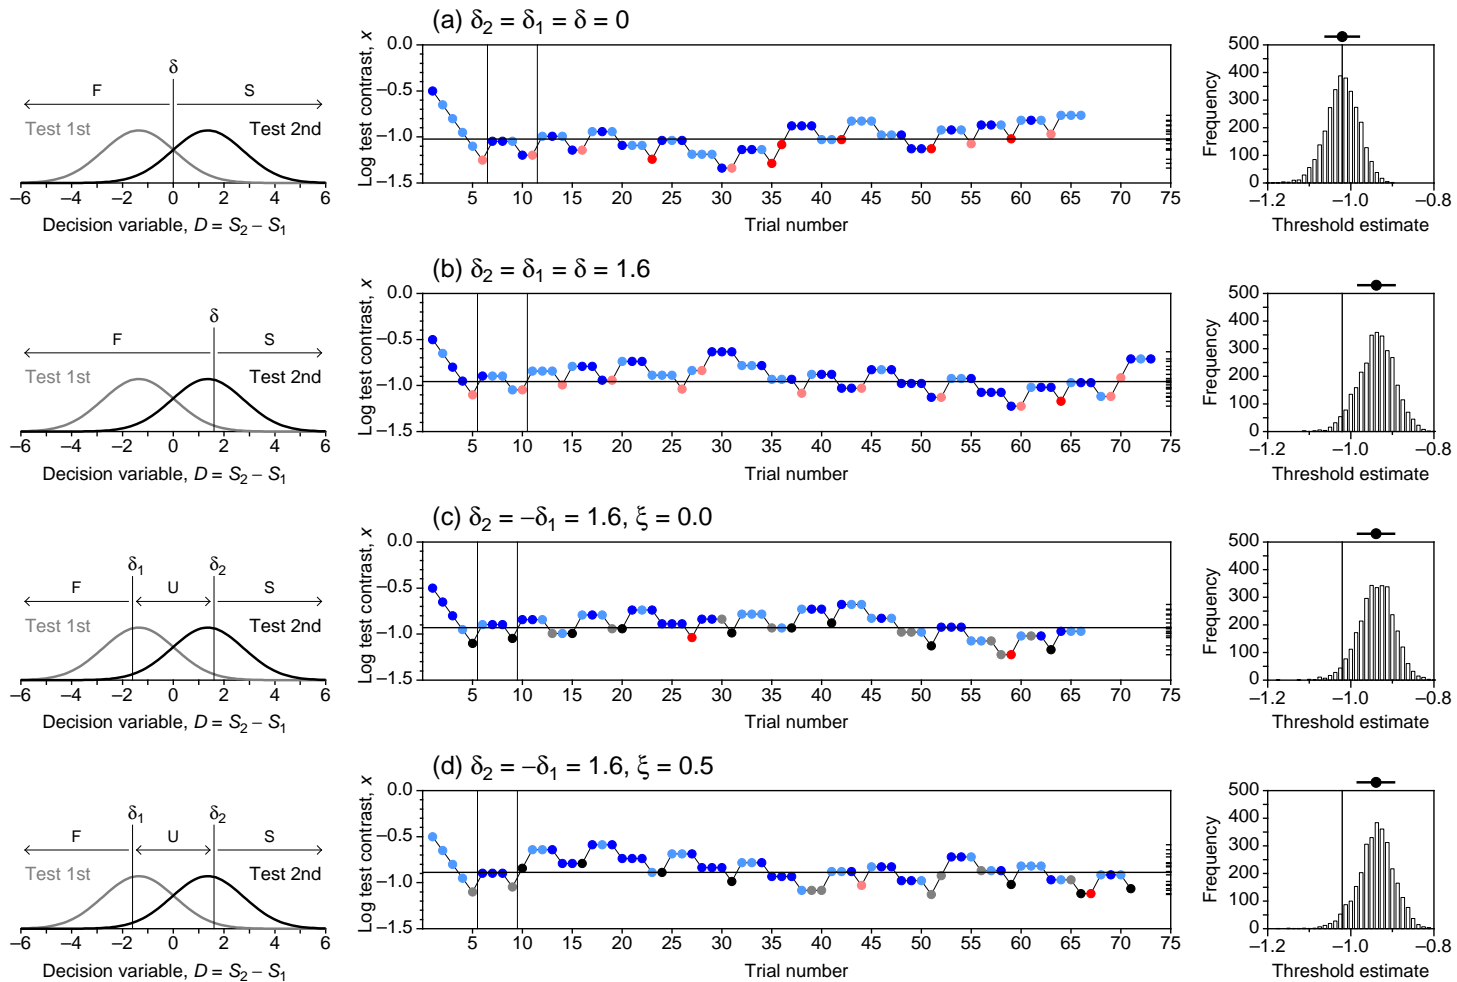 (a) δ2 = δ1 = δ = 0
δ
F S
Test 1st Test 2nd
−6 −4 −2 0 2 4 6
Decision variable, D = S2 − S1
Log test contrast, x
0.0
−0.5
−1.0
−1.5
5 10 15 20 25 30 35 40 45 50 55 60 65 70 75
Trial number
Frequency
500
400
300
200
100
0
−1.2 −1.0 −0.8
Threshold estimate
(b) δ2 = δ1 = δ = 1.6
δ
F S
Test 1st Test 2nd
−6 −4 −2 0 2 4 6
Decision variable, D = S2 − S1
Log test contrast, x
0.0
−0.5
−1.0
−1.5
5 10 15 20 25 30 35 40 45 50 55 60 65 70 75
Trial number
Frequency
500
400
300
200
100
0
−1.2 −1.0 −0.8
Threshold estimate
(c) δ2 = −δ1 = 1.6, ξ = 0.0
δ1 δ2
F U S
Test 1st Test 2nd
−6 −4 −2 0 2 4 6
Decision variable, D = S2 − S1
Log test contrast, x
0.0
−0.5
−1.0
−1.5
5 10 15 20 25 30 35 40 45 50 55 60 65 70 75
Trial number
Frequency
500
400
300
200
100
0
−1.2 −1.0 −0.8
Threshold estimate
(d) δ2 = −δ1 = 1.6, ξ = 0.5
δ1 δ2
F U S
Test 1st Test 2nd
−6 −4 −2 0 2 4 6
Decision variable, D = S2 − S1
Log test contrast, x
0.0
−0.5
−1.0
−1.5
5 10 15 20 25 30 35 40 45 50 55 60 65 70 75
Trial number
Frequency
500
400
300
200
100
0
−1.2 −1.0 −0.8
Threshold estimate